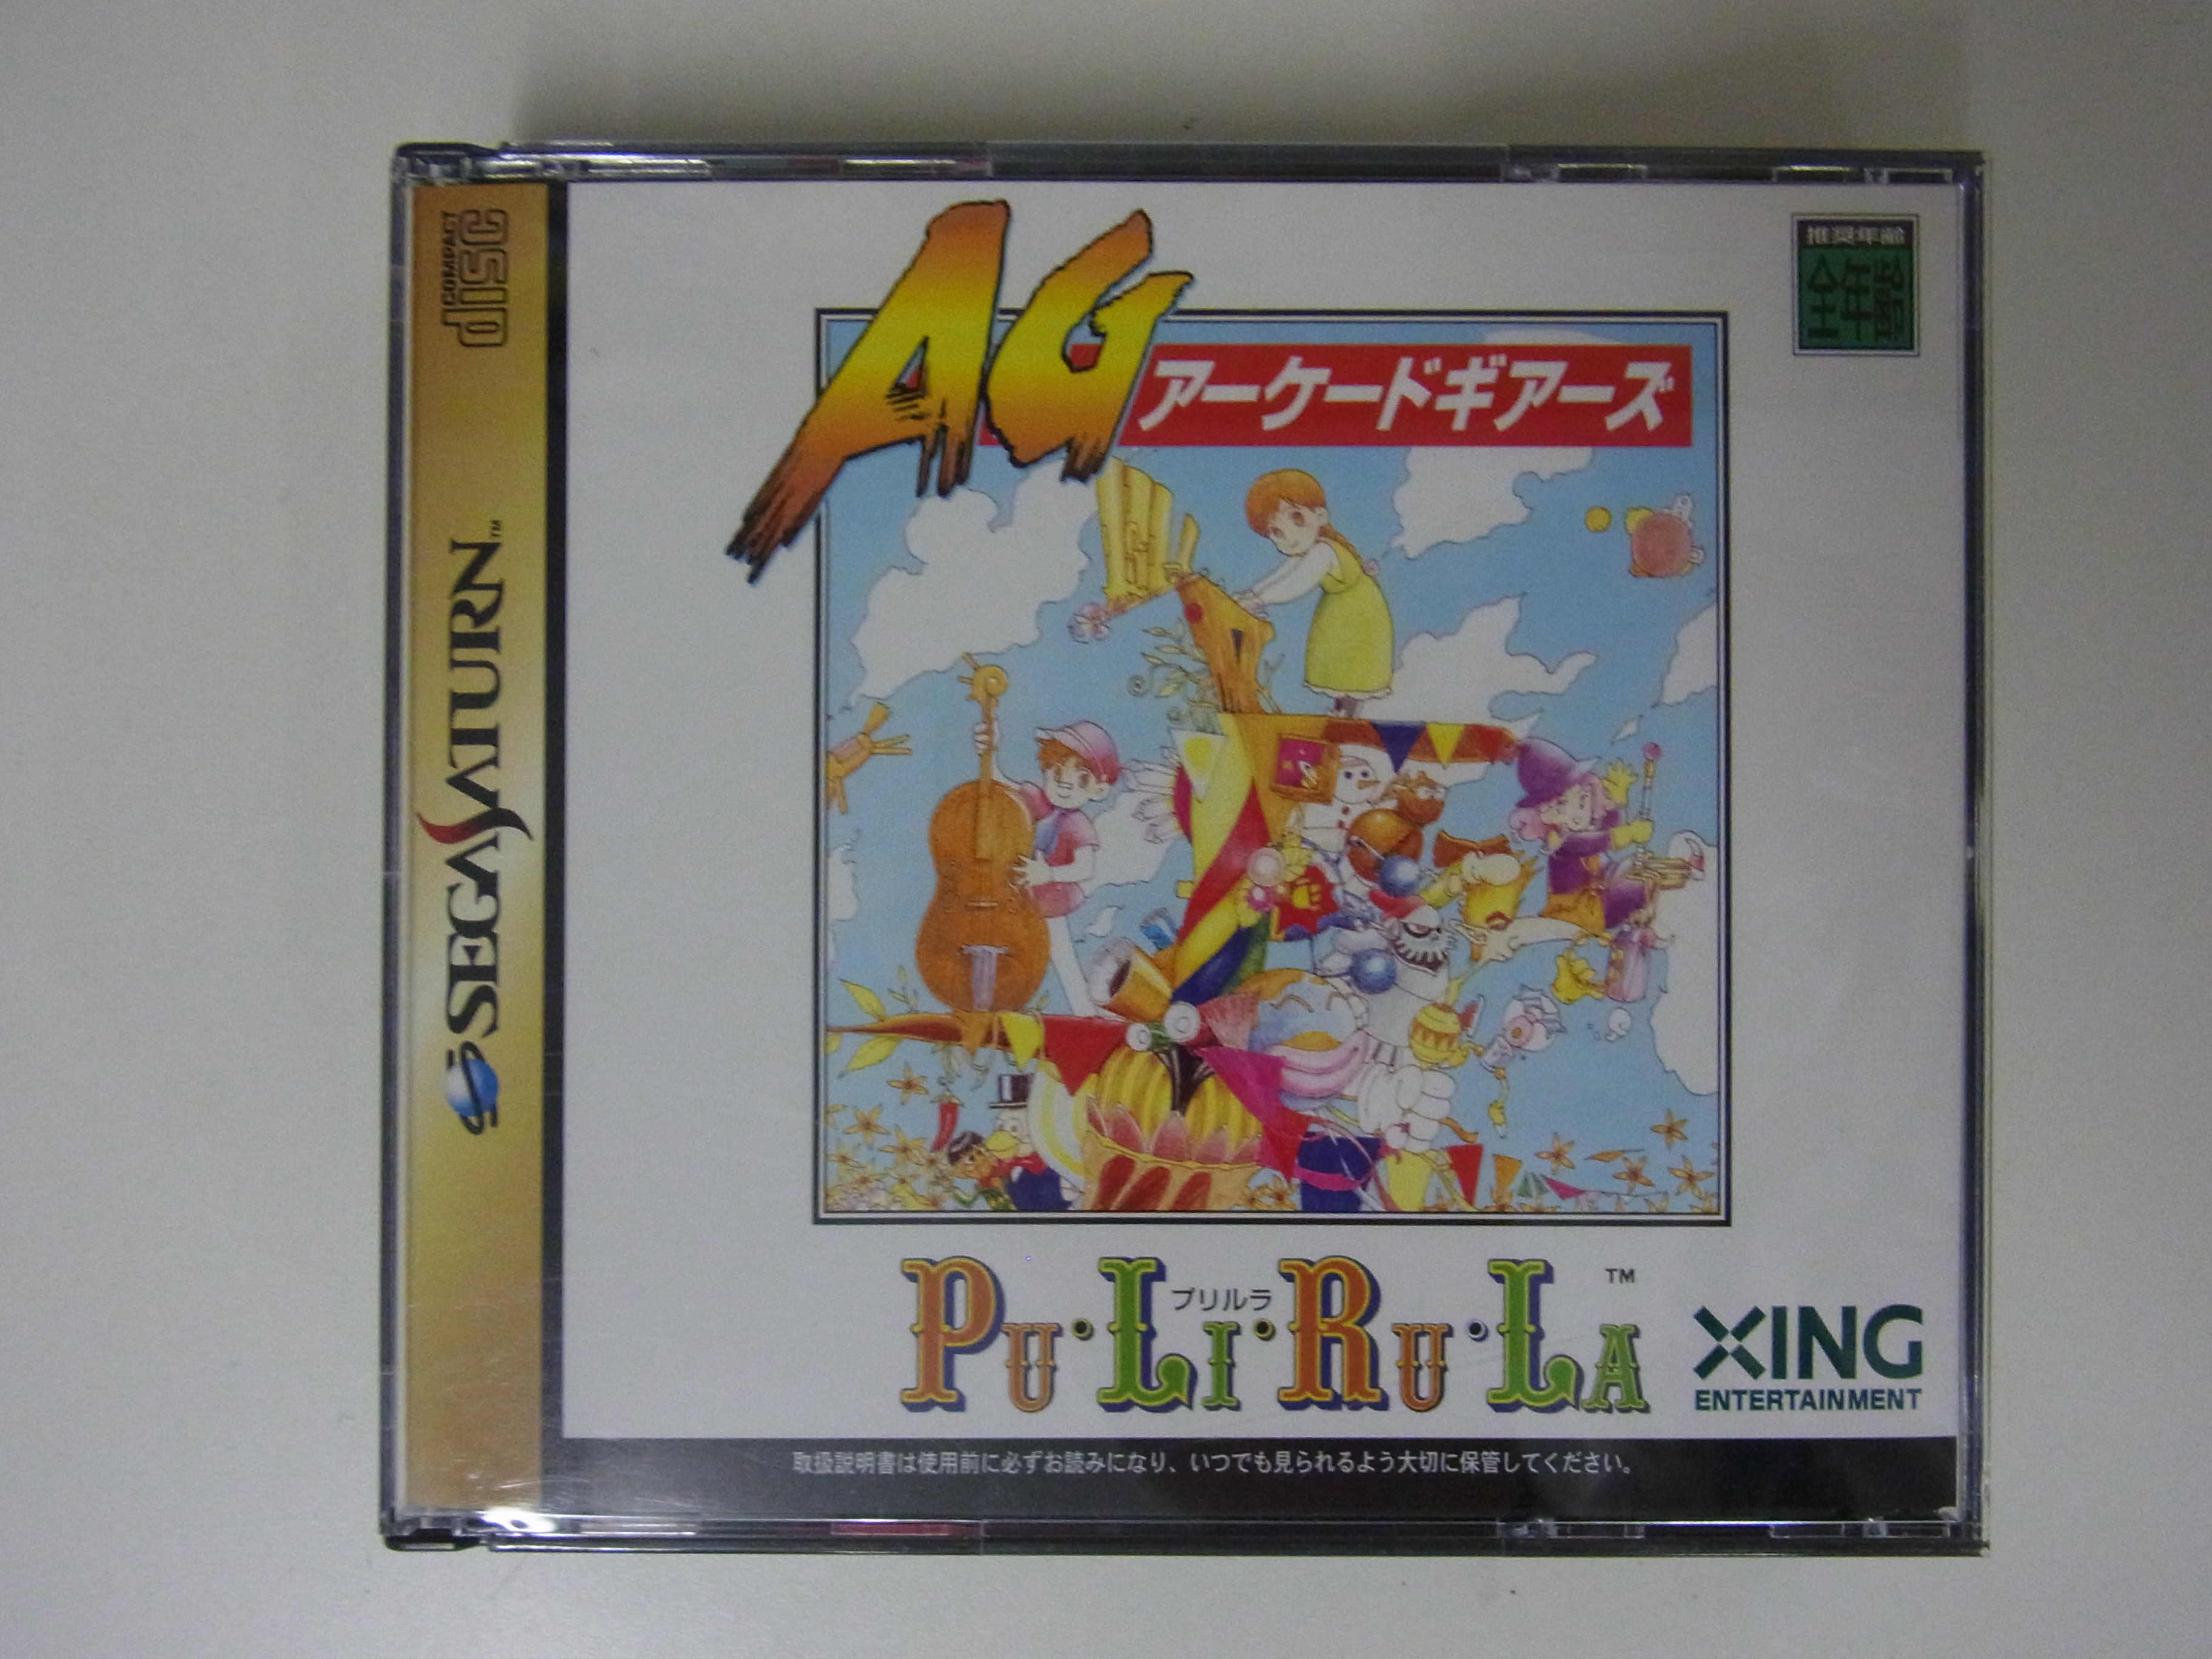 COMPACT
disc
SEGA SATURN™
AG
アーケードギアーズ
推奨年齢
全年齢
プリルラ
PU・LI・RU・LA™
XING
ENTERTAINMENT
取扱説明書は使用前に必ずお読みになり、いつでも見られるよう大切に保管してください。